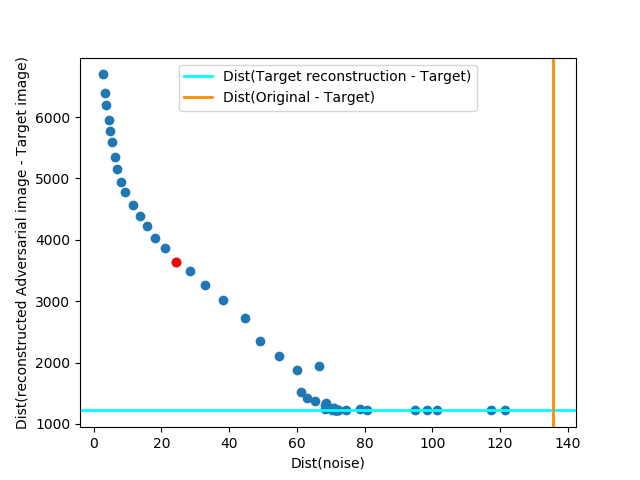 Dist(Target reconstruction - Target)
Dist(Original - Target)
Dist(reconstructed Adversarial image - Target image)
6000
5000
4000
3000
2000
1000
0 20 40 60 80 100 120 140
Dist(noise)